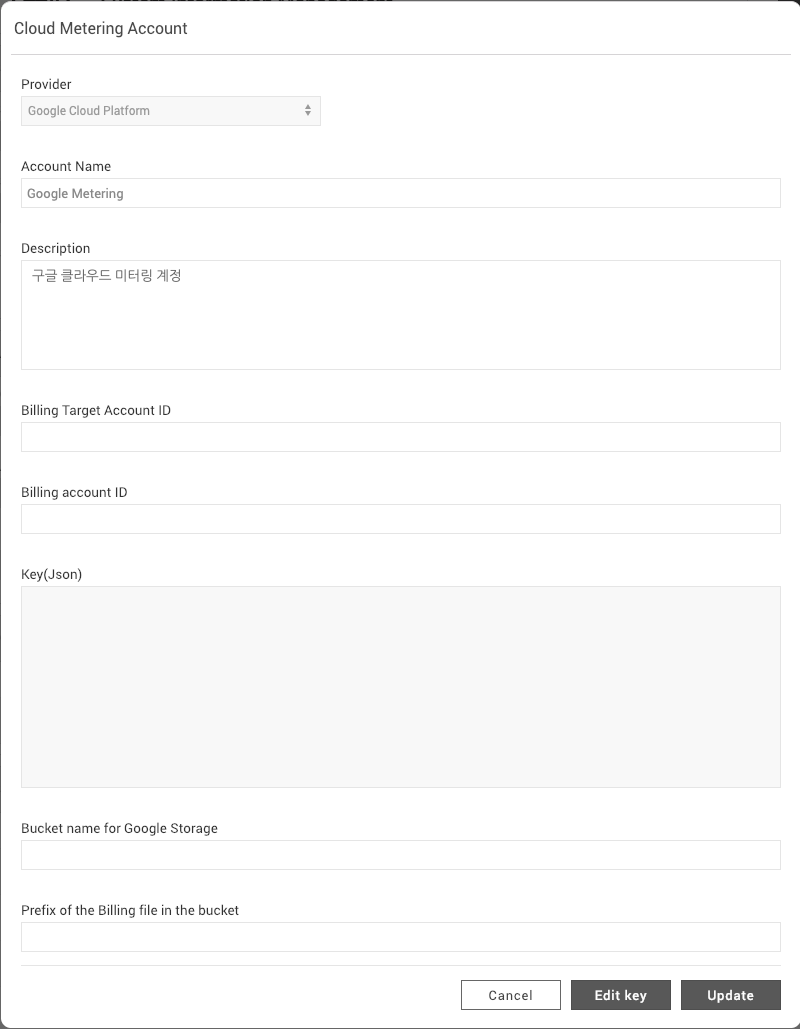 Cloud Metering Account
Provider
Google Cloud Platform
Account Name
Google Metering
Description
구글 클라우드 미터링 계정
Billing Target Account ID
Billing account ID
Key(Json)
Bucket name for Google Storage
Prefix of the Billing file in the bucket
Cancel
Edit key
Update